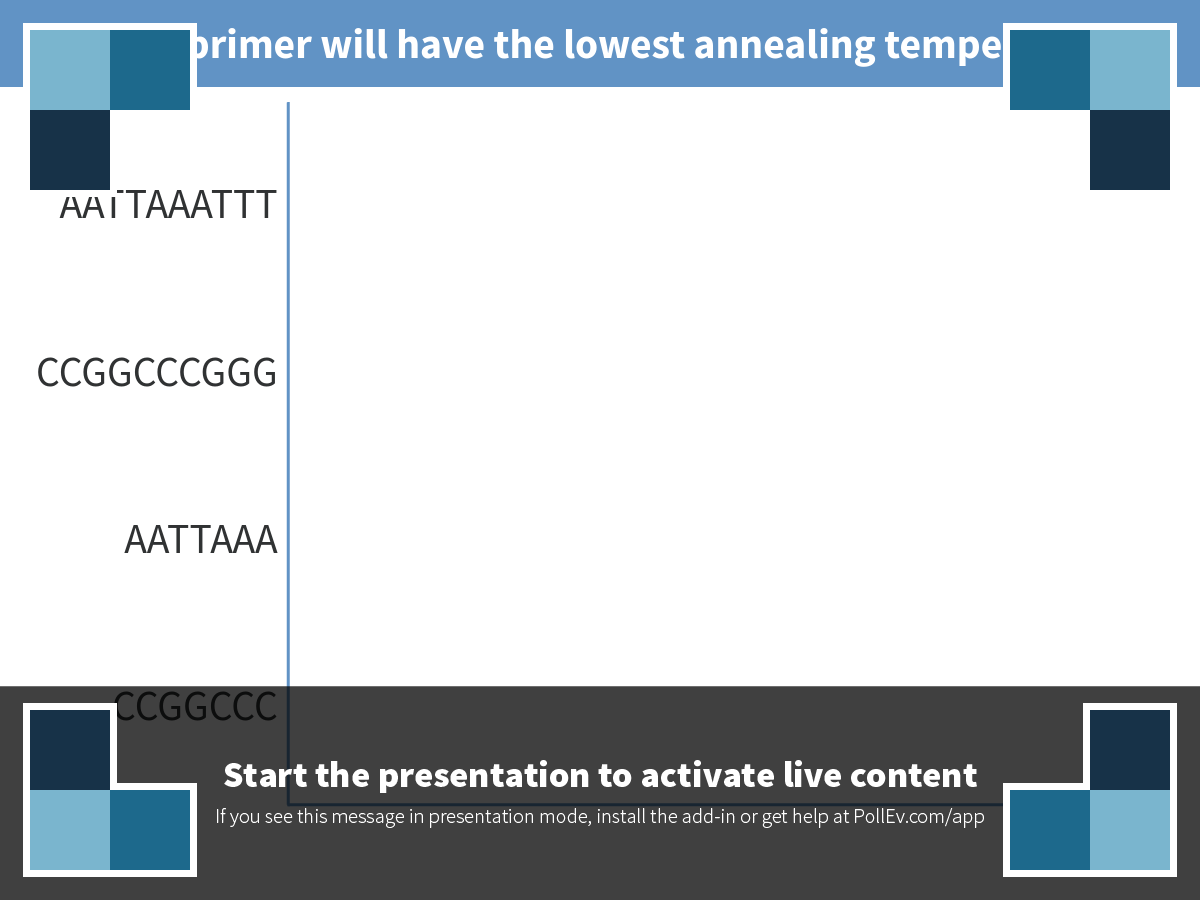 primer will have the lowest annealing tempe
AATTAAATTT
CCGGCCCGGG
AATTAAA
CCGGCCC
Start the presentation to activate live content
If you see this message in presentation mode, install the add-in or get help at PollEv.com/app